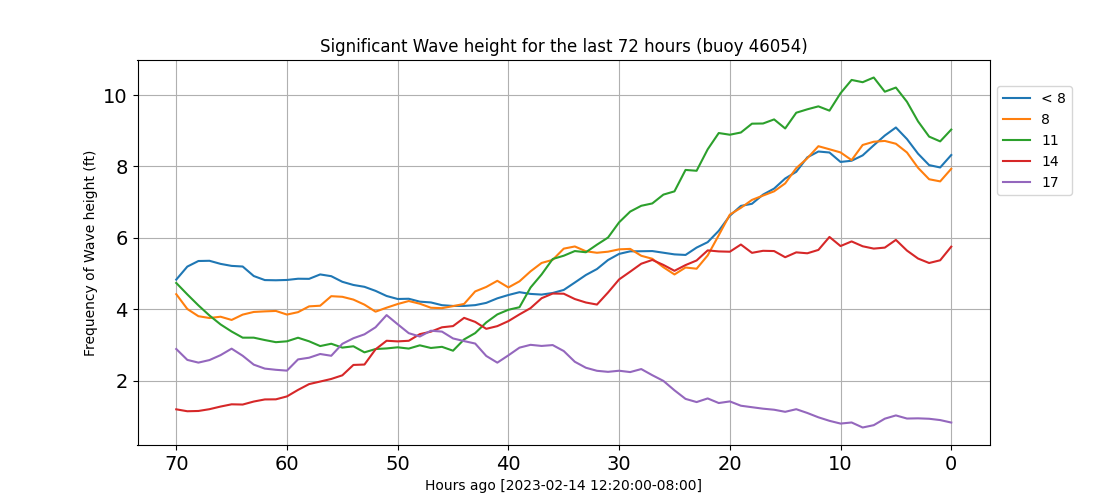 Significant Wave height for the last 72 hours (buoy 46054)
Frequency of Wave height (ft)
10
8
6
4
2
70 60 50 40 30 20 10 0
Hours ago [2023-02-14 12:20:00-08:00]
< 8
8
11
14
17